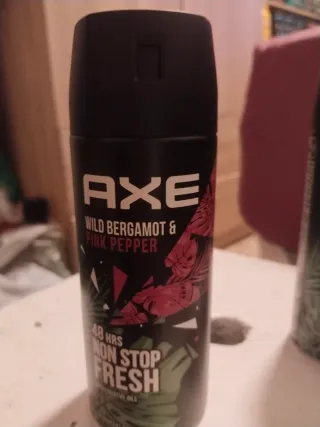 AXE
WILD BERGAMOT &
PINK PEPPER
48 HRS
NON STOP
FRESH